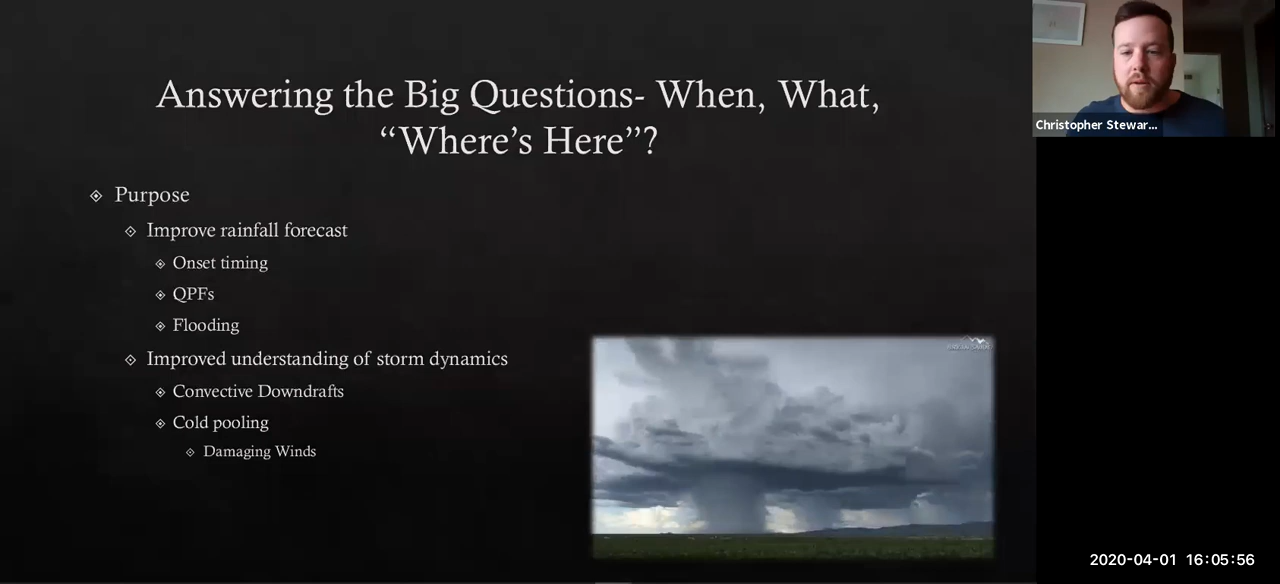 Answering the Big Questions- When, What,
“Where’s Here”?
Purpose
Improve rainfall forecast
Onset timing
QPFs
Flooding
Improved understanding of storm dynamics
Convective Downdrafts
Cold pooling
Damaging Winds
Christopher Stewar...
2020-04-01 16:05:56